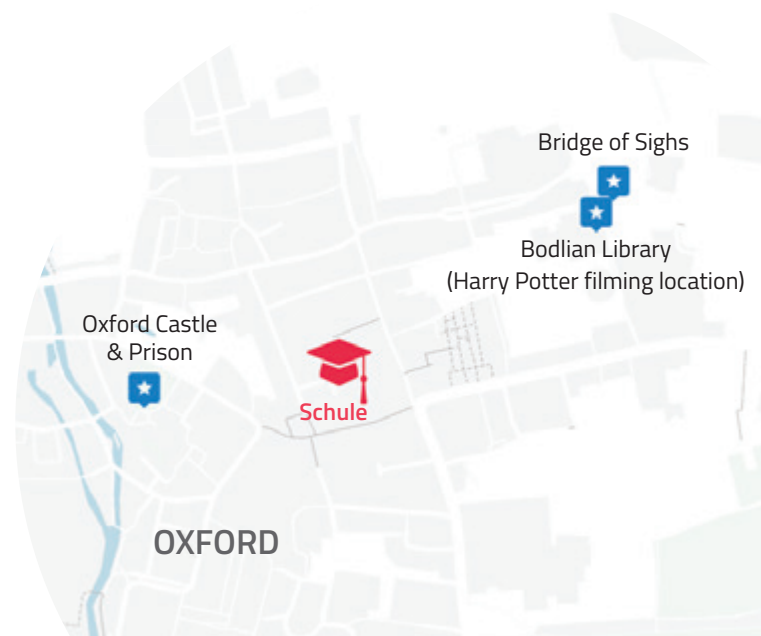 Bridge of Sighs
Bodlian Library
(Harry Potter filming location)
Oxford Castle
& Prison
Schule
OXFORD